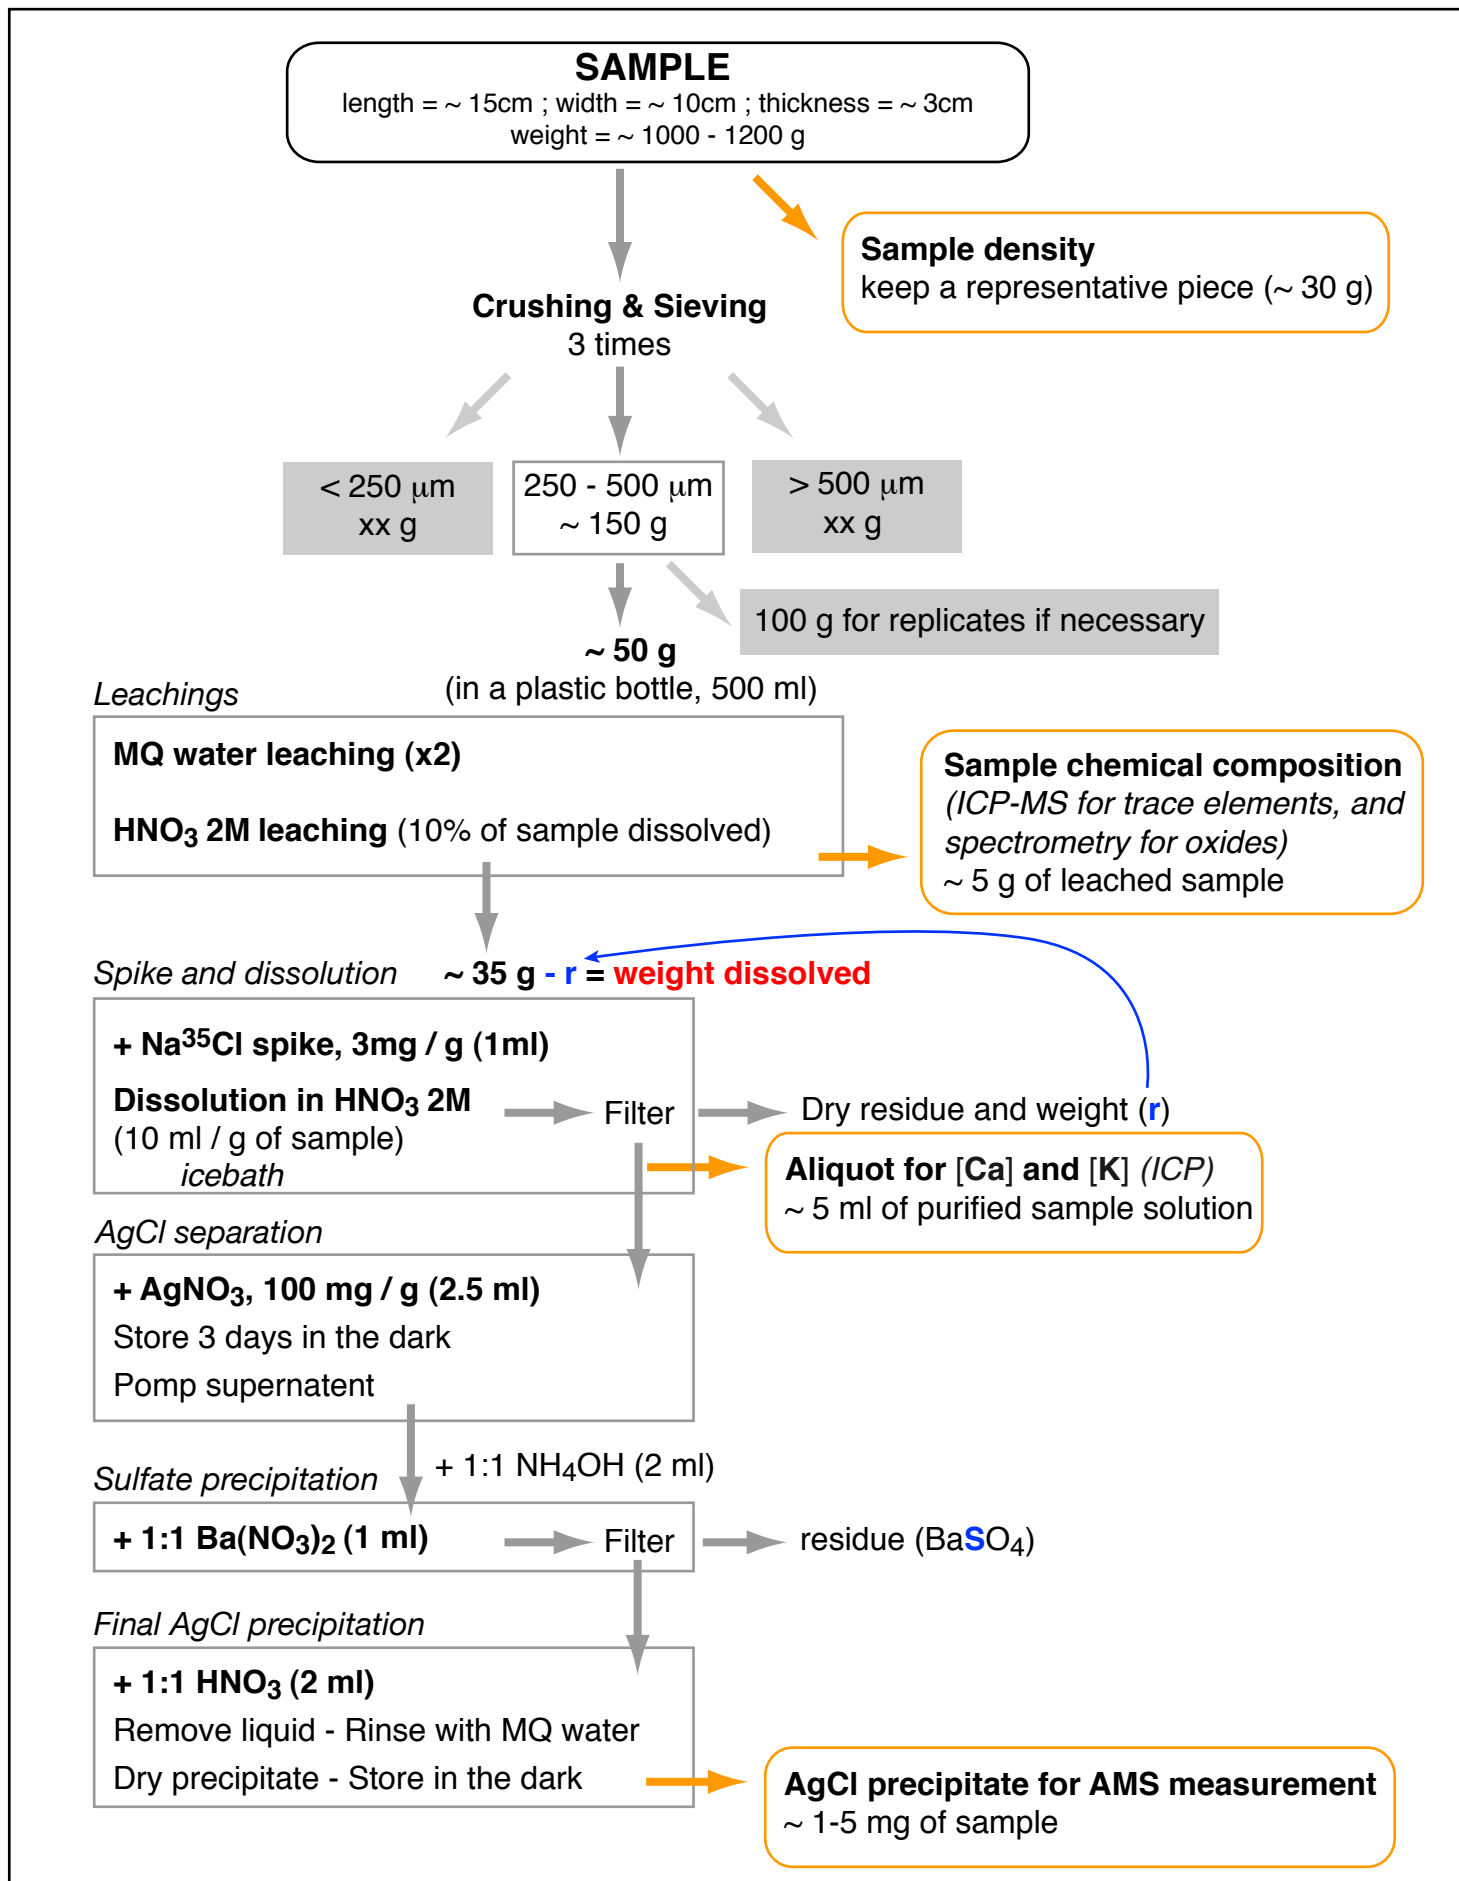 SAMPLE
length = ~ 15cm ; width = ~ 10cm ; thickness = ~ 3cm
weight = ~ 1000 - 1200 g
Sample density
keep a representative piece (~ 30 g)
Crushing & Sieving
3 times
< 250 μm
xx g
250 - 500 μm
~ 150 g
> 500 μm
xx g
100 g for replicates if necessary
~ 50 g
(in a plastic bottle, 500 ml)
Leachings
MQ water leaching (x2)
HNO3 2M leaching (10% of sample dissolved)
Sample chemical composition
(ICP-MS for trace elements, and
spectrometry for oxides)
~ 5 g of leached sample
Spike and dissolution
~ 35 g - r = weight dissolved
+ Na35Cl spike, 3mg / g (1ml)
Dissolution in HNO3 2M
(10 ml / g of sample)
icebath
Filter
Dry residue and weight (r)
Aliquot for [Ca] and [K] (ICP)
~ 5 ml of purified sample solution
AgCl separation
+ AgNO3, 100 mg / g (2.5 ml)
Store 3 days in the dark
Pomp supernatent
+ 1:1 NH4OH (2 ml)
Sulfate precipitation
+ 1:1 Ba(NO3)2 (1 ml)
Filter
residue (BaSO4)
Final AgCl precipitation
+ 1:1 HNO3 (2 ml)
Remove liquid - Rinse with MQ water
Dry precipitate - Store in the dark
AgCl precipitate for AMS measurement
~ 1-5 mg of sample